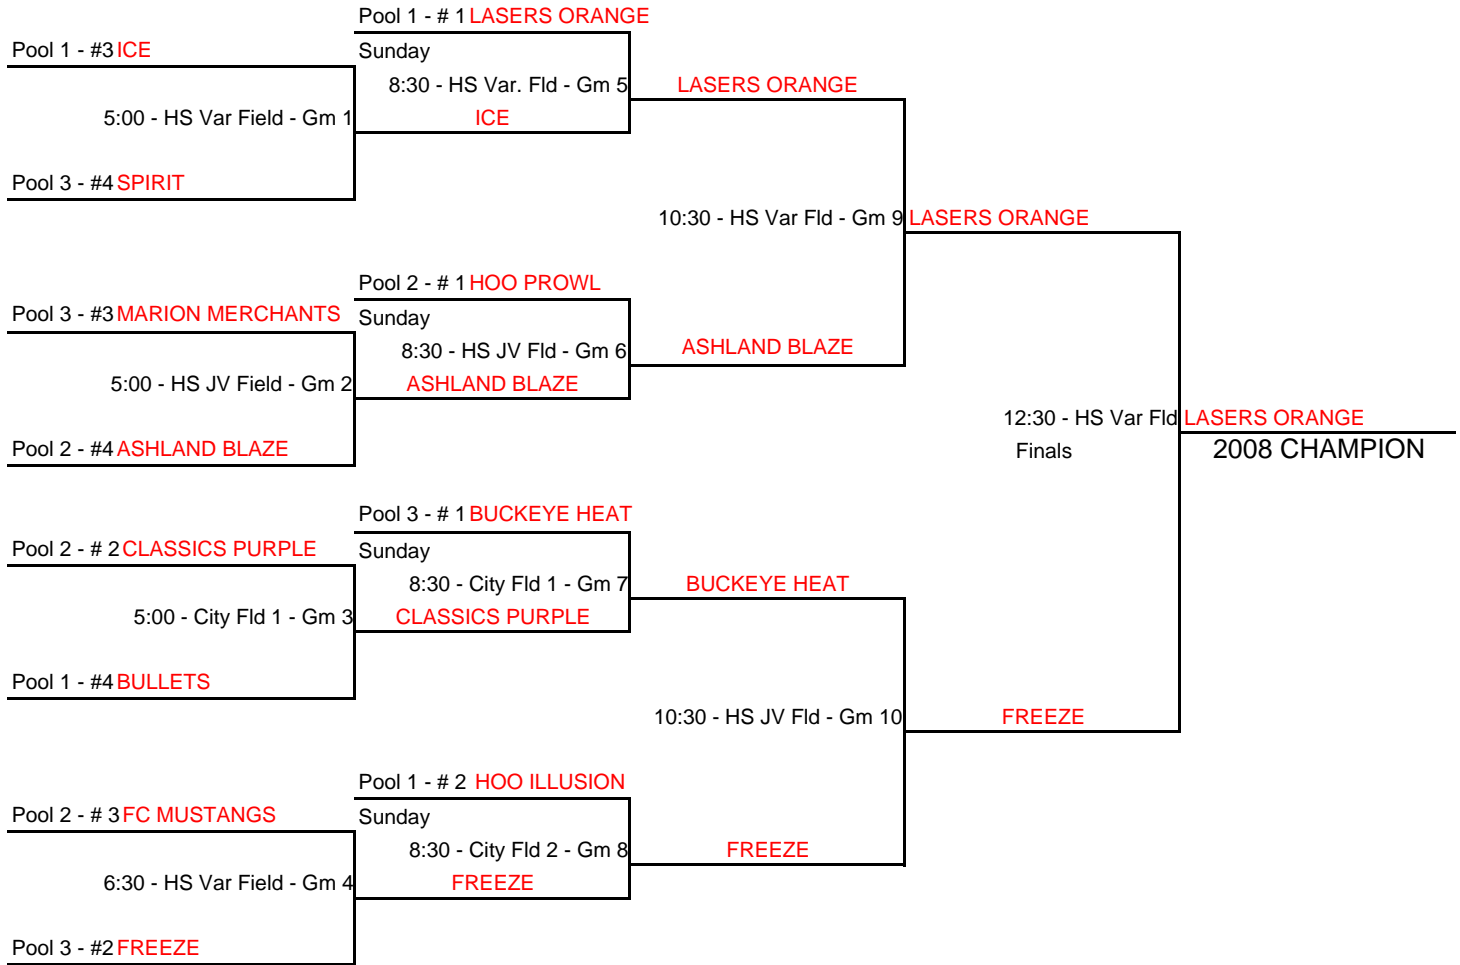 Pool 1 - # 1 LASERS ORANGE
Pool 1 - #3 ICE
Sunday
8:30 - HS Var. Fld - Gm 5
LASERS ORANGE
5:00 - HS Var Field - Gm 1
ICE
Pool 3 - #4 SPIRIT
10:30 - HS Var Fld - Gm 9
LASERS ORANGE
Pool 2 - # 1 HOO PROWL
Pool 3 - #3 MARION MERCHANTS
Sunday
8:30 - HS JV Fld - Gm 6
ASHLAND BLAZE
5:00 - HS JV Field - Gm 2
ASHLAND BLAZE
12:30 - HS Var Fld
LASERS ORANGE
Pool 2 - #4 ASHLAND BLAZE
Finals
2008 CHAMPION
Pool 3 - # 1 BUCKEYE HEAT
Pool 2 - # 2 CLASSICS PURPLE
Sunday
8:30 - City Fld 1 - Gm 7
BUCKEYE HEAT
5:00 - City Fld 1 - Gm 3
CLASSICS PURPLE
Pool 1 - #4 BULLETS
10:30 - HS JV Fld - Gm 10
FREEZE
Pool 1 - # 2 HOO ILLUSION
Pool 2 - # 3 FC MUSTANGS
Sunday
8:30 - City Fld 2 - Gm 8
FREEZE
6:30 - HS Var Field - Gm 4
FREEZE
Pool 3 - #2 FREEZE